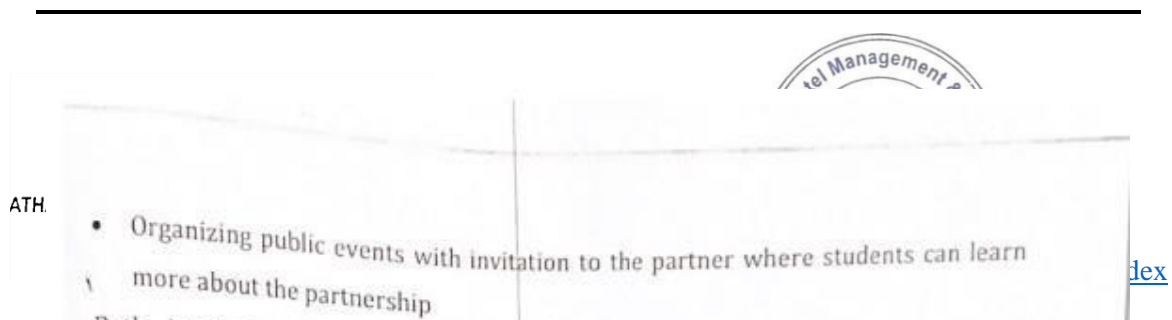 tel Management &
ATH.
• Organizing public events with invitation to the partner where students can learn
more about the partnership
dex